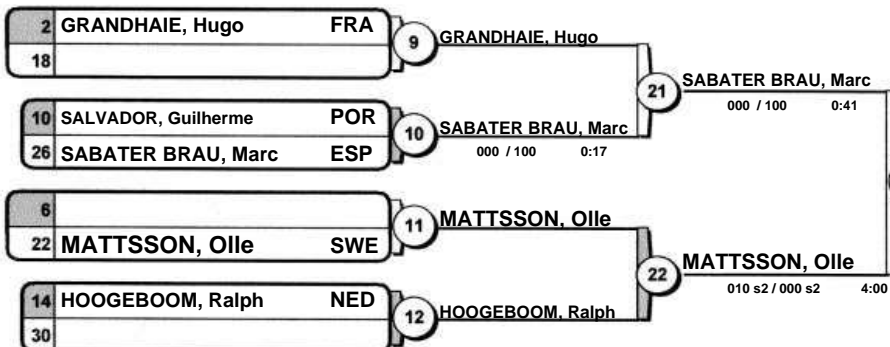 2 GRANDHAIE, Hugo FRA
18
9
GRANDHAIE, Hugo
10 SALVADOR, Guilherme POR
26 SABATER BRAU, Marc ESP
10
SABATER BRAU, Marc
000 / 100 0:17
21
SABATER BRAU, Marc
000 / 100 0:41
6
22 MATTSSON, Olle SWE
11
MATTSSON, Olle
14 HOOGEBOOM, Ralph NED
30
12
HOOGEBOOM, Ralph
22
MATTSSON, Olle
010 s2 / 000 s2 4:00